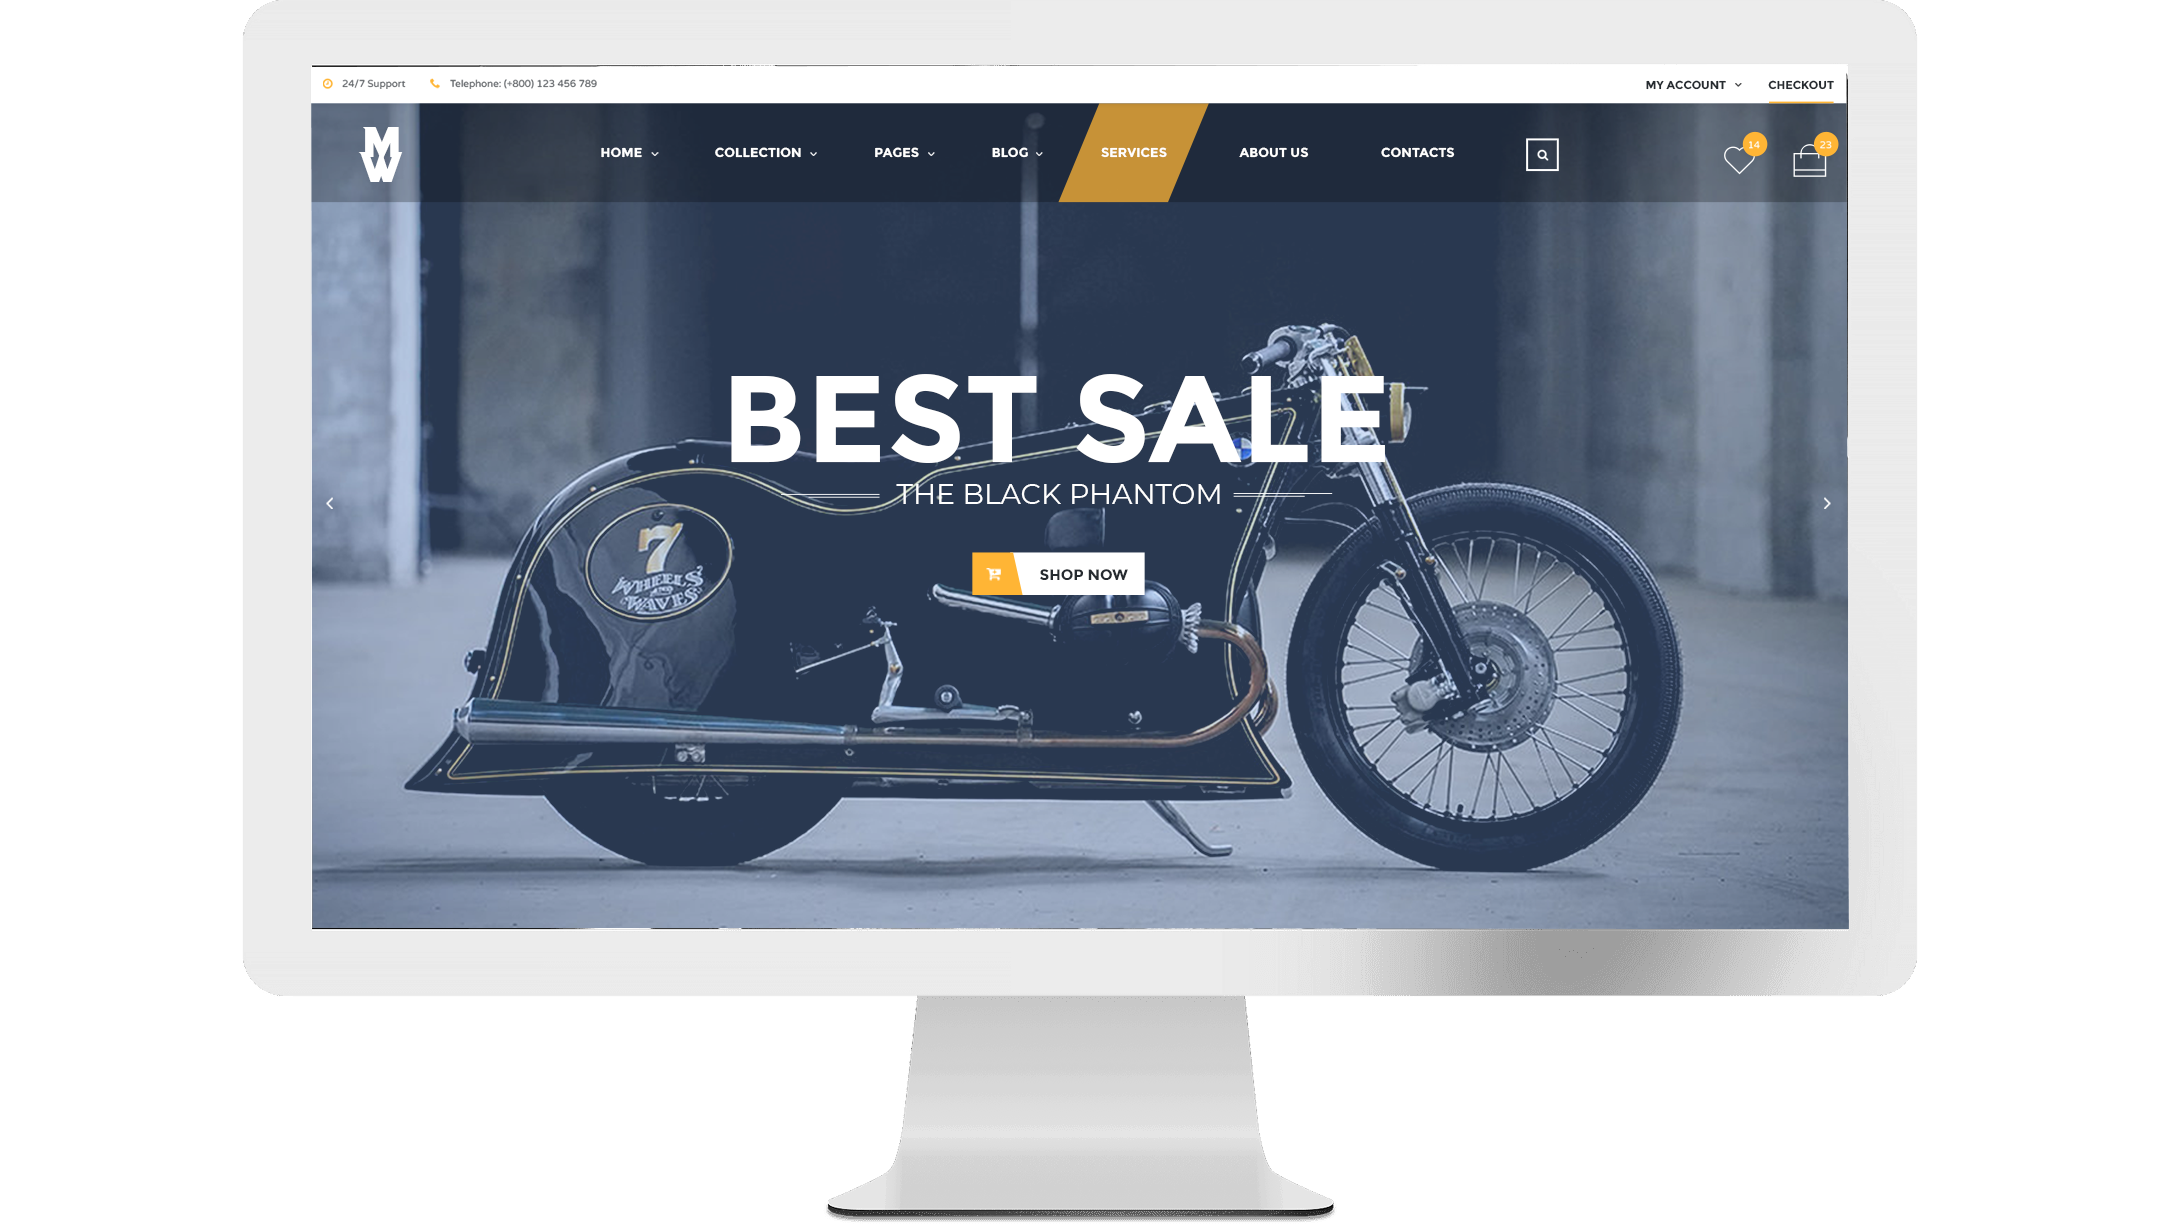 24/7 Support Telephone: (+800) 123 456 789 MY ACCOUNT CHECKOUT
MW HOME COLLECTION PAGES BLOG SERVICES ABOUT US CONTACTS 14 23
BEST SALE
THE BLACK PHANTOM
7
WHEELS
AND
WAVES
SHOP NOW